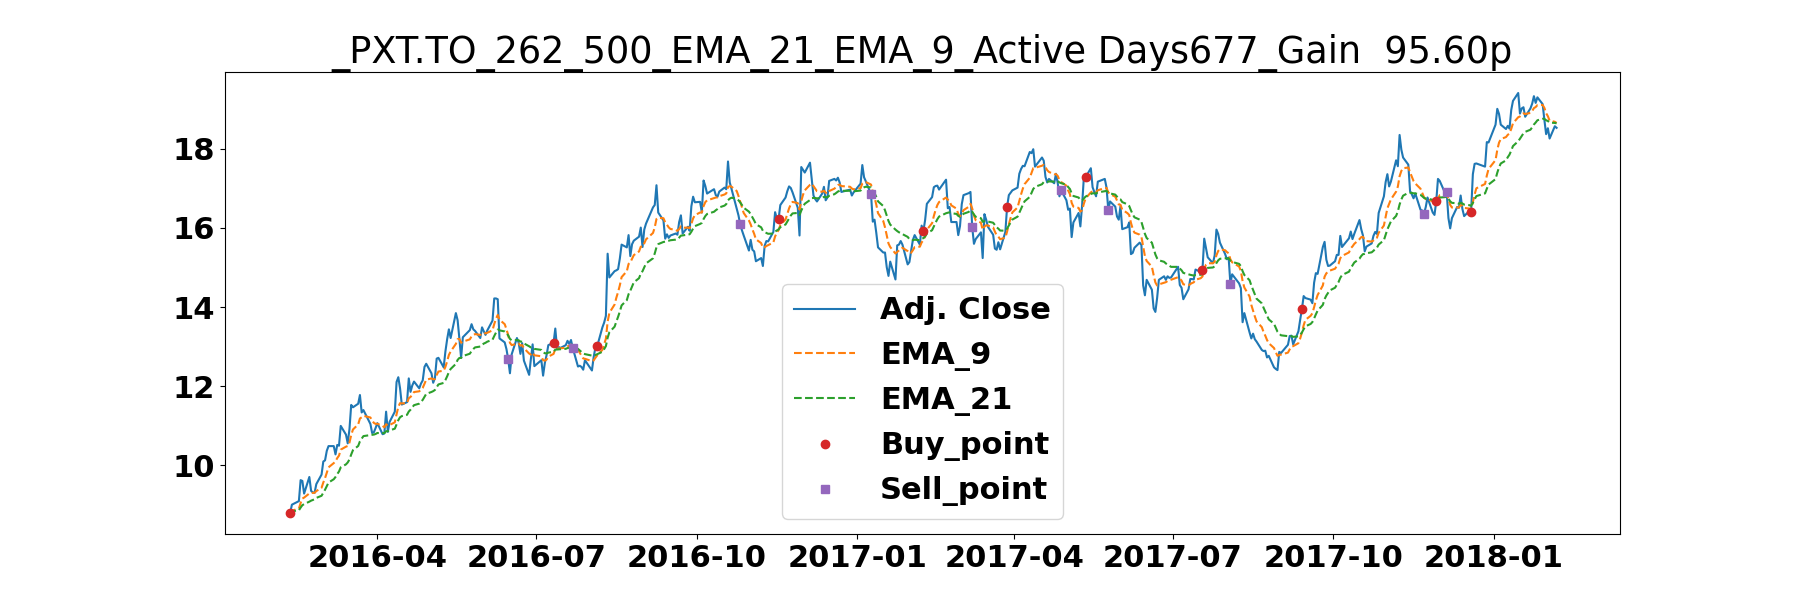 _PXT.TO_262_500_EMA_21_EMA_9_Active Days677_Gain  95.60p
18
16
14
12
10
Adj. Close
EMA_9
EMA_21
Buy_point
Sell_point
2016-04 2016-07 2016-10 2017-01 2017-04 2017-07 2017-10 2018-01